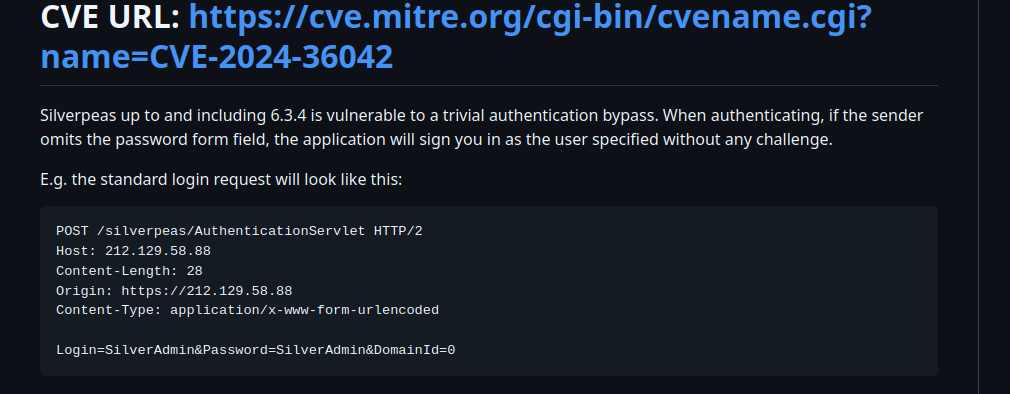 CVE URL: https://cve.mitre.org/cgi-bin/cvename.cgi?
name=CVE-2024-36042
Silverpeas up to and including 6.3.4 is vulnerable to a trivial authentication bypass. When authenticating, if the sender
omits the password form field, the application will sign you in as the user specified without any challenge.
E.g. the standard login request will look like this:
POST /silverpeas/AuthenticationServlet HTTP/2
Host: 212.129.58.88
Content-Length: 28
Origin: https://212.129.58.88
Content-Type: application/x-www-form-urlencoded
Login=SilverAdmin&Password=SilverAdmin&DomainId=0